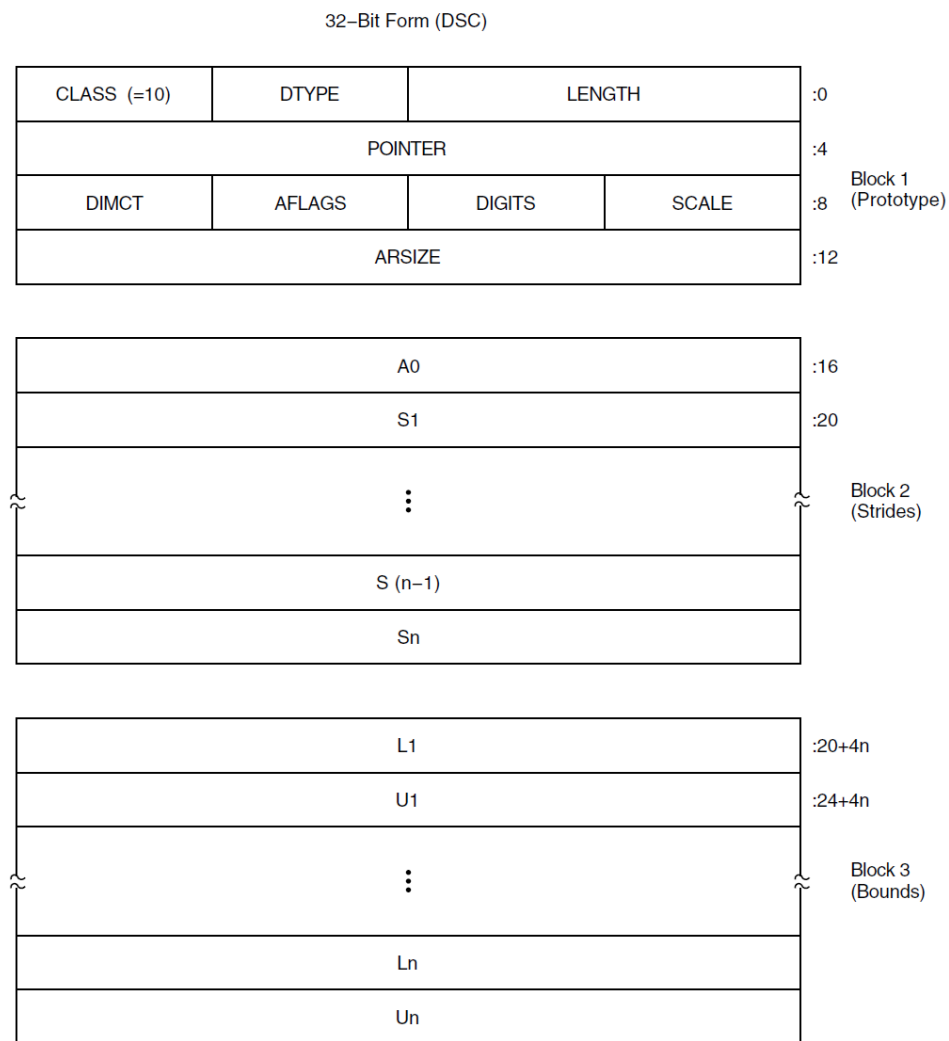 32−Bit Form (DSC)
CLASS (=10) DTYPE LENGTH :0
POINTER :4
Block 1
(Prototype)
DIMCT AFLAGS DIGITS SCALE :8
ARSIZE :12
A0 :16
S1 :20
Block 2
(Strides)
S (n−1)
Sn
L1 :20+4n
U1 :24+4n
Block 3
(Bounds)
Ln
Un